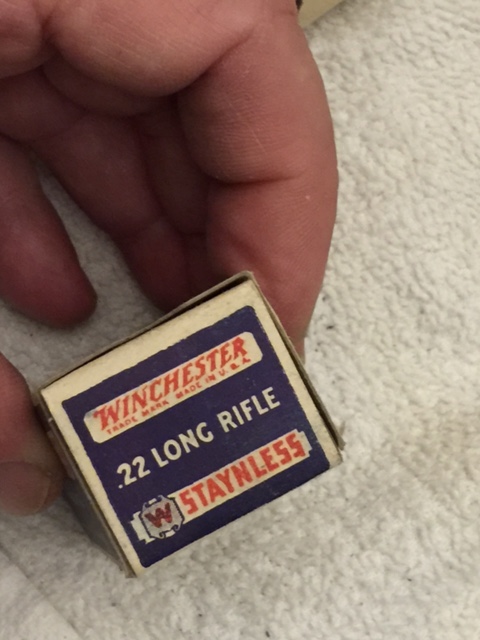 WINCHESTER
TRADE MARK MADE IN U.S.A.
.22 LONG RIFLE
STAYNLESS
W